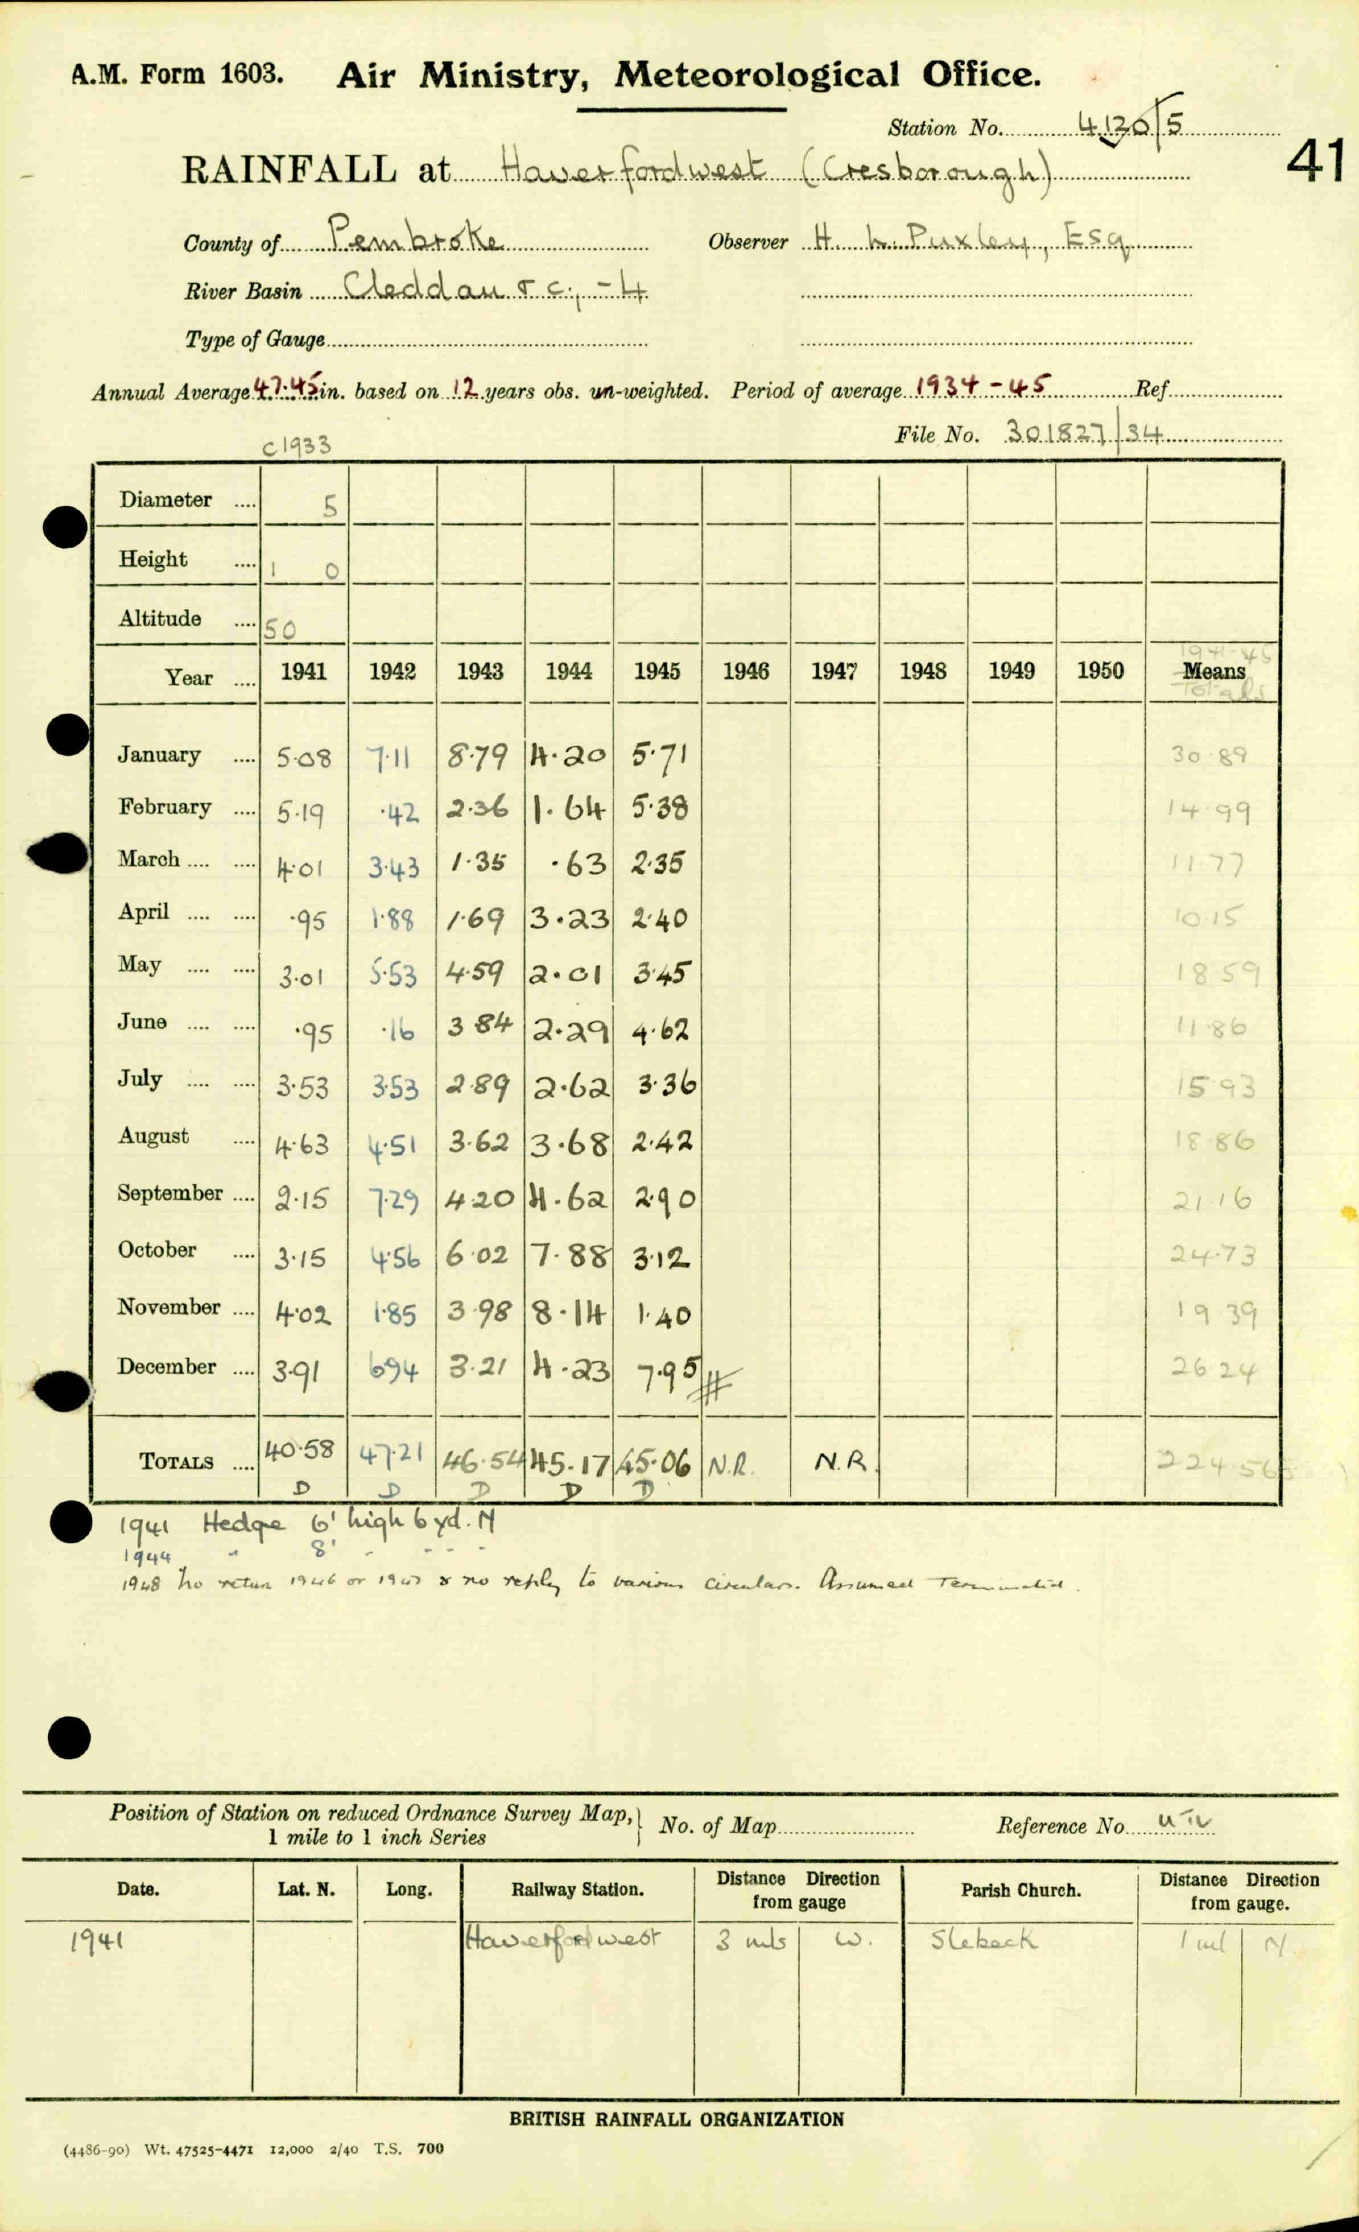 A.M. Form 1603. Air Ministry, Meteorological Office.
Station No. 4120/5
41
RAINFALL at Haverfordwest (Cresborough)
County of Pembroke Observer H. L. Puxley, Esq
River Basin Cleddau & c., -4
Type of Gauge
Annual Average 47.45 in. based on 12 years obs. un-weighted. Period of average 1934-45 Ref.
File No. 301827/34
c1933
Diameter .... 5
Height .... 1 0
Altitude .... 50
1941-45
Year .... 1941 1942 1943 1944 1945 1946 1947 1948 1949 1950 Means
Totals
January .... 5.08 7.11 8.79 4.20 5.71 30.89
February .... 5.19 .42 2.36 1.64 5.38 14.99
March .... .... 4.01 3.43 1.35 .63 2.35 11.77
April .... .... .95 1.88 1.69 3.23 2.40 10.15
May .... .... 3.01 5.53 4.59 2.01 3.45 18.59
June .... .... .95 .16 3 84 2.29 4.62 11.86
July .... .... 3.53 3.53 2.89 2.62 3.36 15.93
August .... 4.63 4.51 3.62 3.68 2.42 18.86
September .... 2.15 7.29 4.20 4.62 2.90 21.16
October .... 3.15 4.56 6.02 7.88 3.12 24.73
November .... 4.02 1.85 3.98 8.14 1.40 19.39
December .... 3.91 6.94 3.21 4.23 7.95 #
TOTALS .... 40.58 47.21 46.54 45.17 45.06 N.R. N.R. 224.56
26.24
D D D D D
1941 Hedge 6' high 6 yd. N
1944 " 8' - - - -
1948 No return 1946 or 1947 & no reply to various circulars. Assumed terminated.
Position of Station on reduced Ordnance Survey Map, 1 mile to 1 inch Series } No. of Map Reference No
Date. Lat. N. Long. Railway Station. Distance Direction from gauge Parish Church. Distance Direction from gauge.
1941 Haverfordwest 3 mls W. Slebech 1 ml N.
BRITISH RAINFALL ORGANIZATION
(4486-90) Wt. 47525-4471 12,000 2/40 T.S. 700